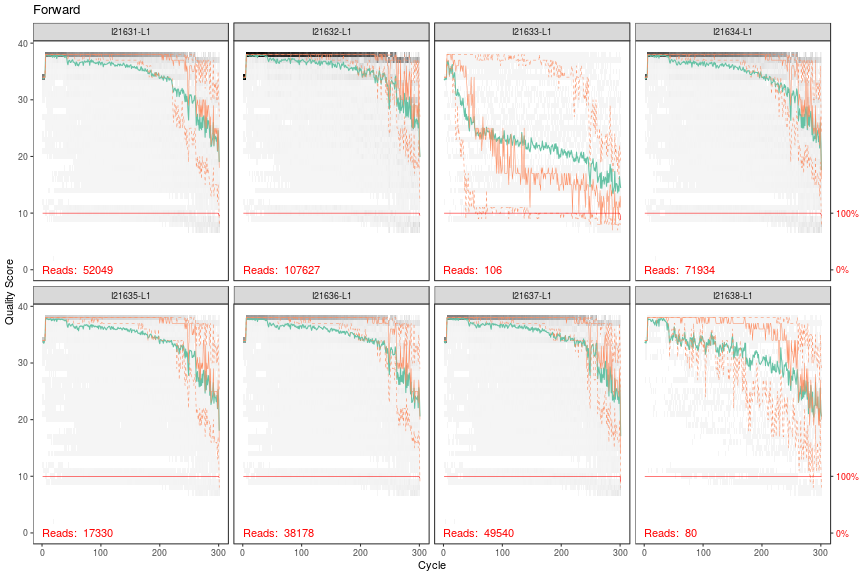 Forward
I21631-L1 I21632-L1 I21633-L1 I21634-L1
40
30
20
10 100%
0 0%
Reads: 52049 Reads: 107627 Reads: 106 Reads: 71934
Quality Score
I21635-L1 I21636-L1 I21637-L1 I21638-L1
40
30
20
10 100%
0 0%
Reads: 17330 Reads: 38178 Reads: 49540 Reads: 80
0 100 200 300 0 100 200 300 0 100 200 300 0 100 200 300
Cycle